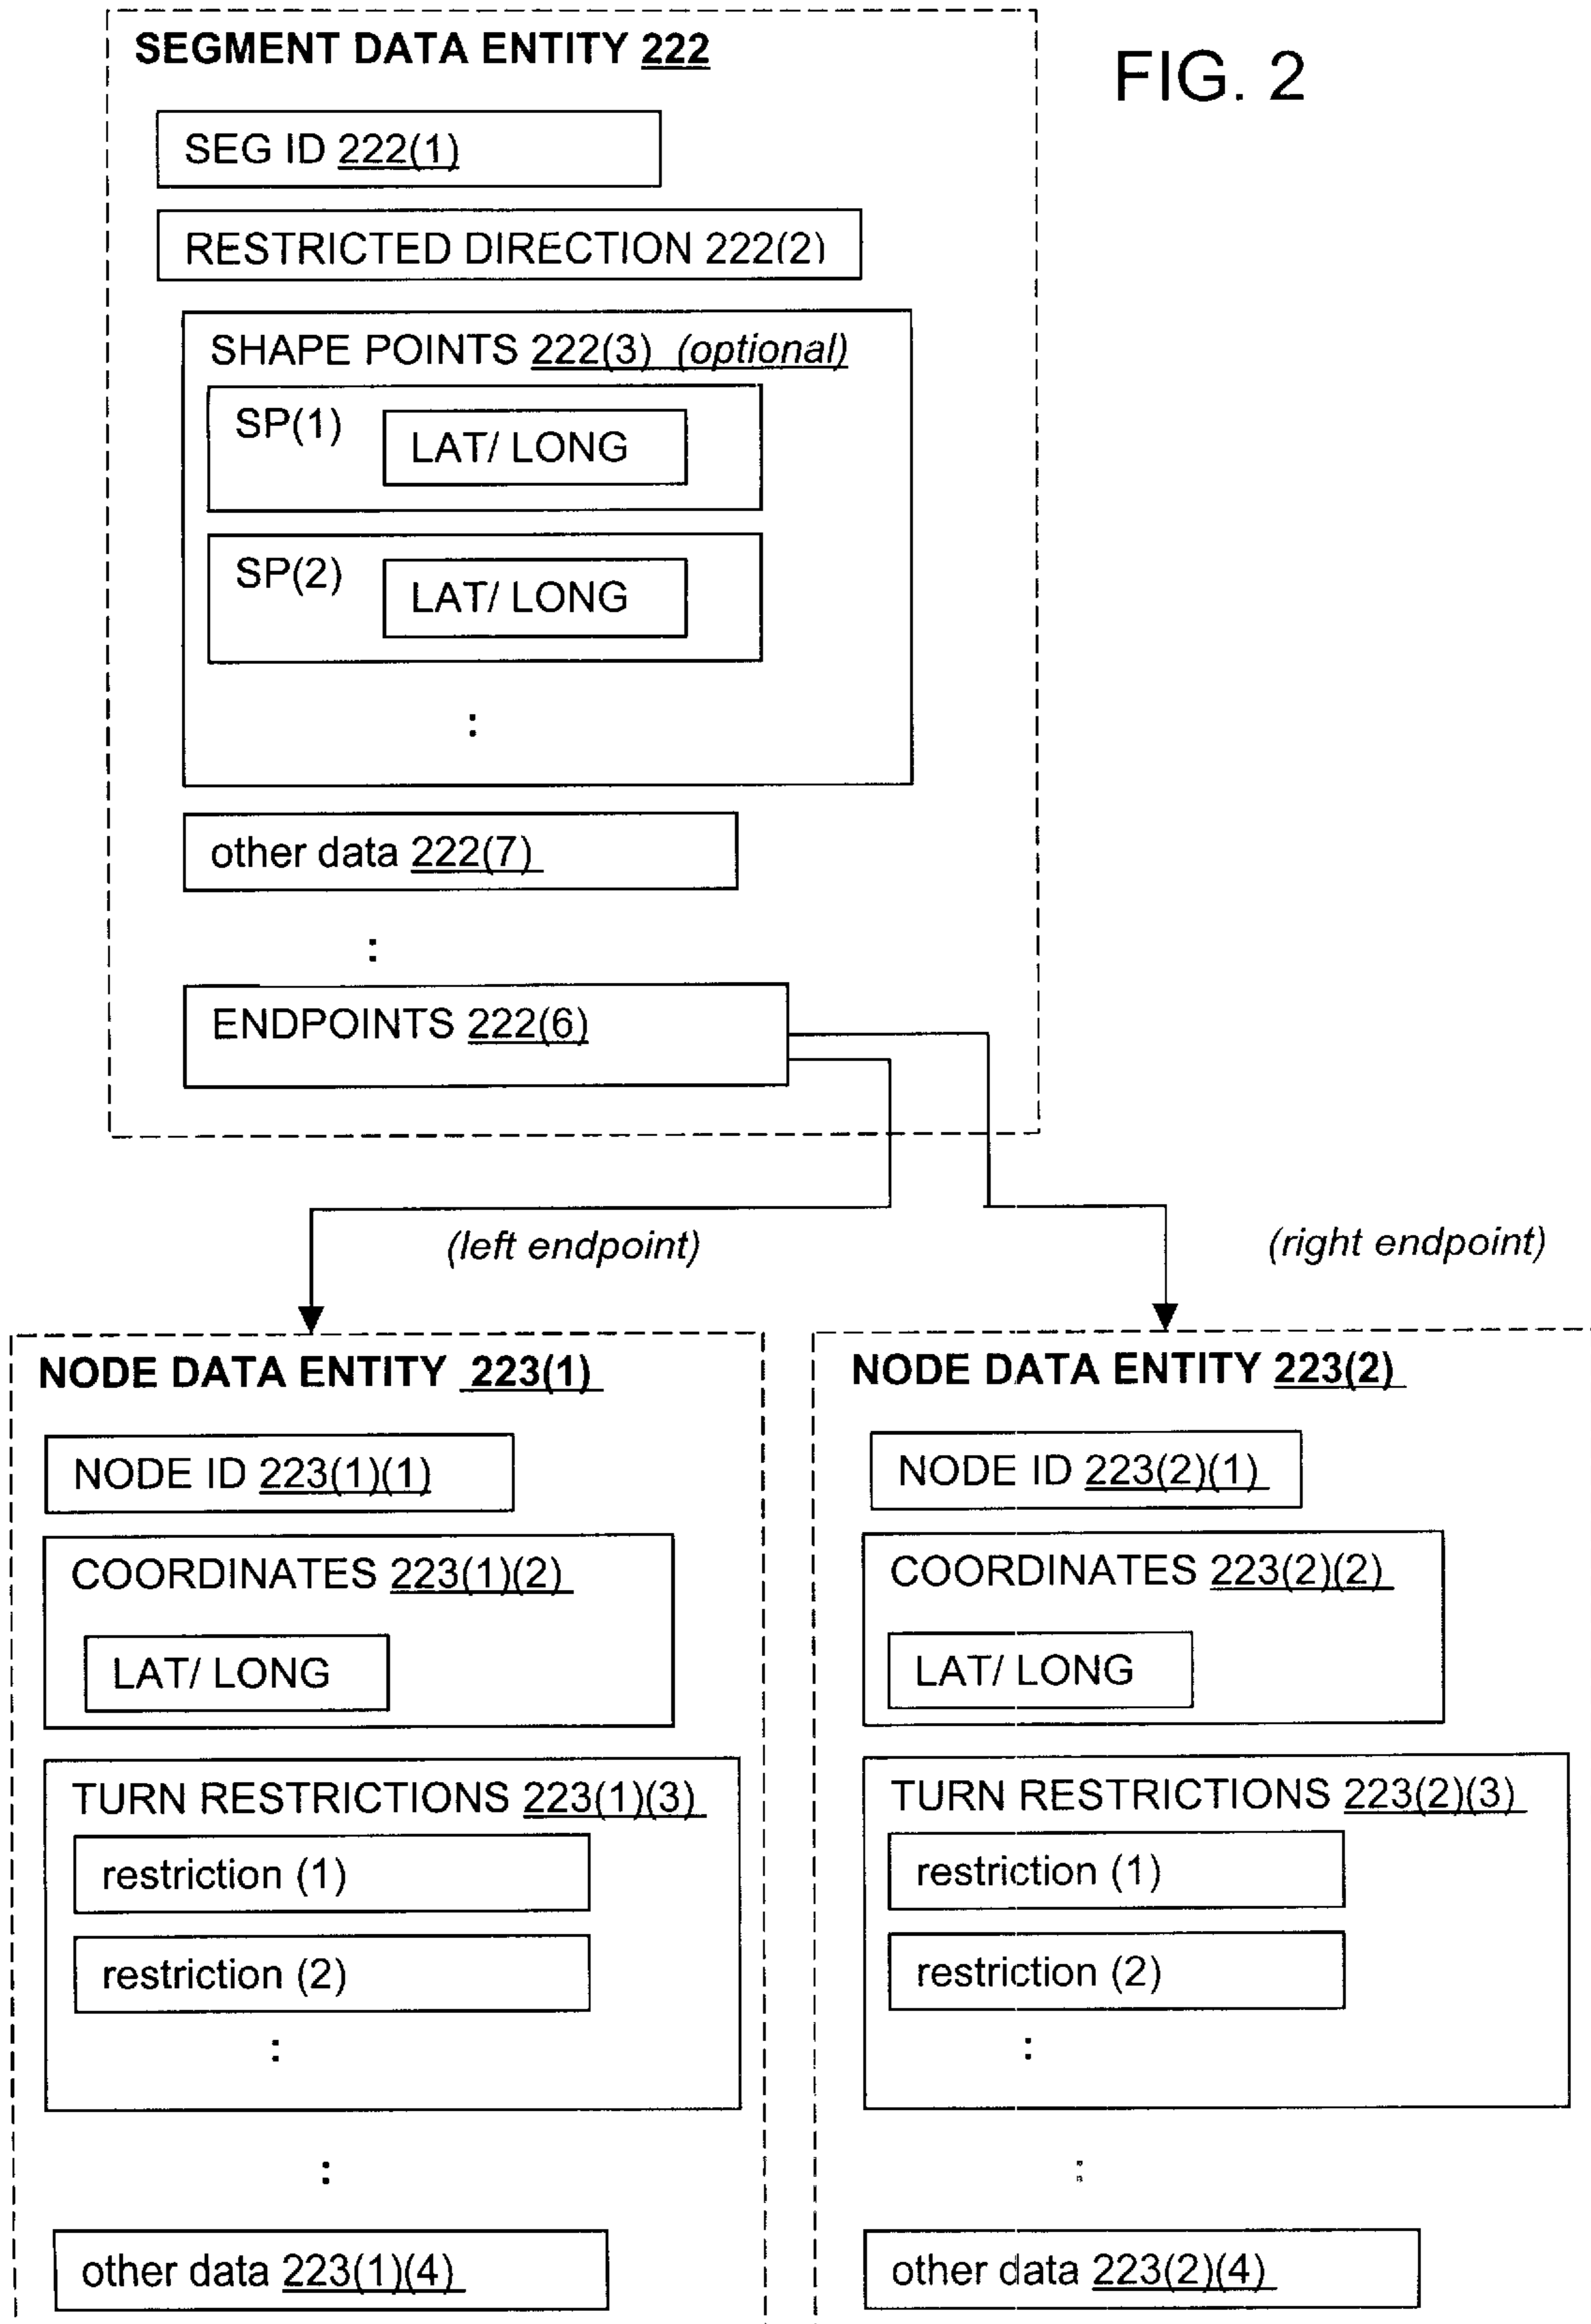 SEGMENT DATA ENTITY 222
FIG. 2
SEG ID 222(1)
RESTRICTED DIRECTION 222(2)
SHAPE POINTS 222(3) (optional)
SP(1)
LAT/ LONG
SP(2)
LAT/ LONG
:
other data 222(7)
:
ENDPOINTS 222(6)
(left endpoint)
(right endpoint)
NODE DATA ENTITY 223(1)
NODE ID 223(1)(1)
COORDINATES 223(1)(2)
LAT/ LONG
TURN RESTRICTIONS 223(1)(3)
restriction (1)
restriction (2)
:
:
other data 223(1)(4)
NODE DATA ENTITY 223(2)
NODE ID 223(2)(1)
COORDINATES 223(2)(2)
LAT/ LONG
TURN RESTRICTIONS 223(2)(3)
restriction (1)
restriction (2)
:
:
other data 223(2)(4)